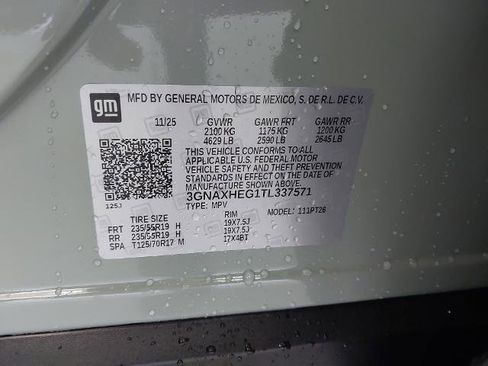 gm
MFD BY GENERAL MOTORS DE MEXICO, S. DE R.L. DE C.V.
11/25 GVWR GAWR FRT GAWR RR
2100 KG 1175 KG 1200 KG
4629 LB 2590 LB 2645 LB
THIS VEHICLE CONFORMS TO ALL
APPLICABLE U.S. FEDERAL MOTOR
VEHICLE SAFETY AND THEFT PREVENTION
STANDARDS IN EFFECT ON THE DATE OF
MANUFACTURE SHOWN ABOVE.
3GNAXHEG1TL337571
125J TYPE: MPV 111PT26
TIRE SIZE RIM
FRT 235/55R19 H 19X7.5J
RR 235/55R19 H 19X7.5J
SPA T125/70R17 M 17X4BT